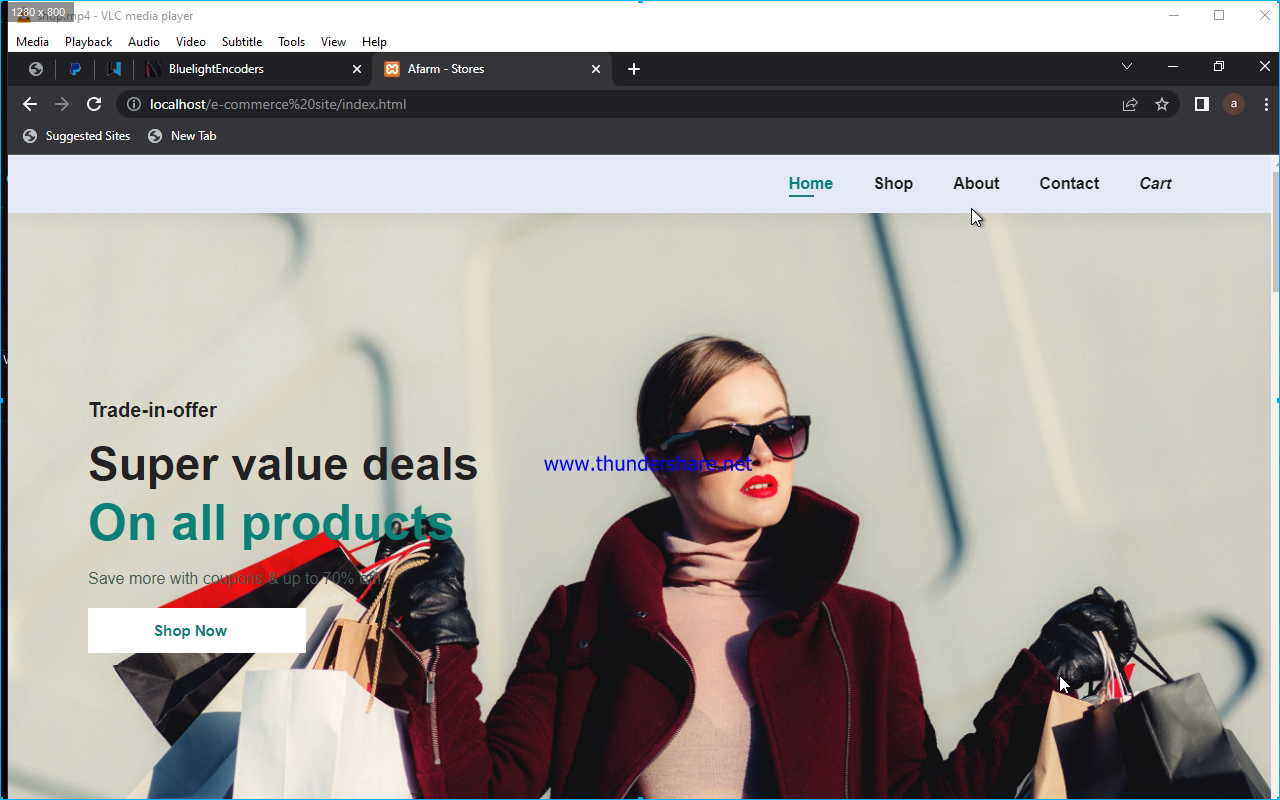 1280 x 800
shop.mp4 - VLC media player
Media Playback Audio Video Subtitle Tools View Help
BluelightEncoders
Afarm - Stores
localhost/e-commerce%20site/index.html
a
Suggested Sites
New Tab
Home Shop About Contact Cart
Trade-in-offer
Super value deals
www.thundershare.net
On all products
Save more with coupons & up to 70% off
Shop Now